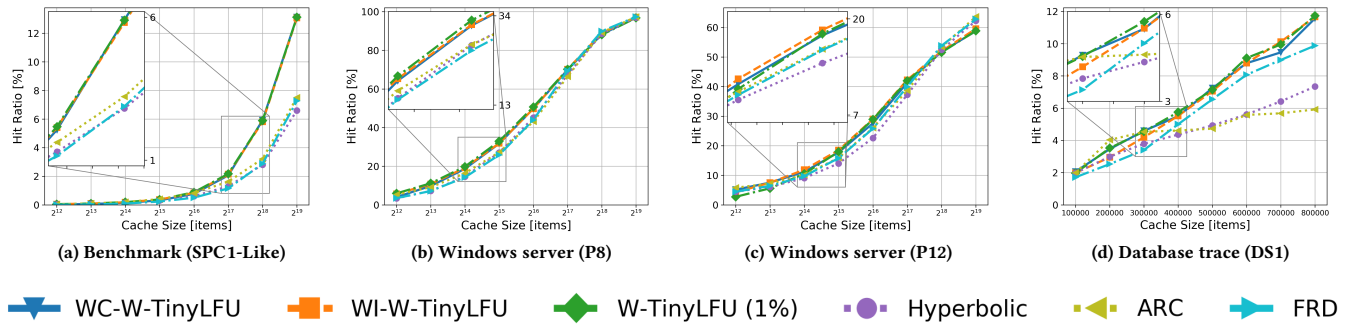 Hit Ratio [%]
12
10
8
6
4
2
0
6
1
2^12 2^13 2^14 2^15 2^16 2^17 2^18 2^19
Cache Size [items]
(a) Benchmark (SPC1-Like)
Hit Ratio [%]
100
80
60
40
20
0
34
13
2^12 2^13 2^14 2^15 2^16 2^17 2^18 2^19
Cache Size [items]
(b) Windows server (P8)
Hit Ratio [%]
60
50
40
30
20
10
0
20
7
2^12 2^13 2^14 2^15 2^16 2^17 2^18 2^19
Cache Size [items]
(c) Windows server (P12)
Hit Ratio [%]
12
10
8
6
4
2
0
6
3
100000 200000 300000 400000 500000 600000 700000 800000
Cache Size [items]
(d) Database trace (DS1)
WC-W-TinyLFU WI-W-TinyLFU W-TinyLFU (1%) Hyperbolic ARC FRD